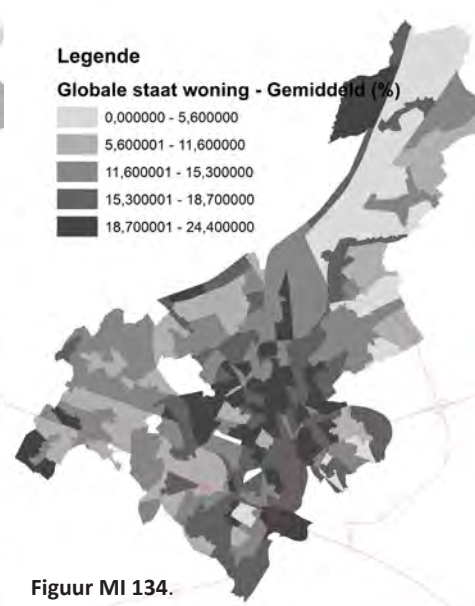 Legende
Globale staat woning - Gemiddeld (%)
0,000000 - 5,600000
5,600001 - 11,600000
11,600001 - 15,300000
15,300001 - 18,700000
18,700001 - 24,400000
Figuur MI 134.